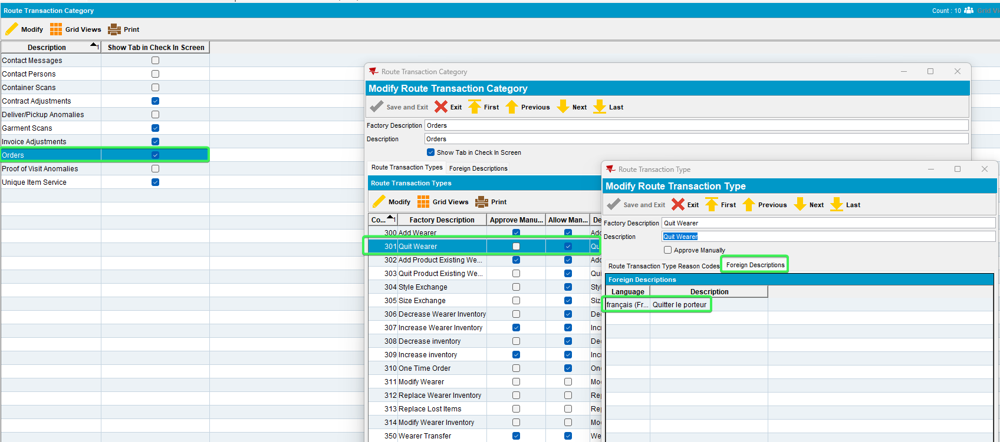 Route Transaction Category
Count : 10
Grid Vi
Modify
Grid Views
Print
Description 1 Show Tab in Check In Screen
Contact Messages
Contact Persons
Container Scans
Contract Adjustments
Deliver/Pickup Anomalies
Garment Scans
Invoice Adjustments
Orders
Proof of Visit Anomalies
Unique Item Service
Route Transaction Category
Modify Route Transaction Category
Save and Exit Exit First Previous Next Last
Factory Description Orders
Description Orders
Show Tab in Check In Screen
Route Transaction Types Foreign Descriptions
Route Transaction Types
Modify Grid Views Print
Co... 1 Factory Description Approve Manu... Allow Man... De
300 Add Wearer Add
301 Quit Wearer Qu
302 Add Product Existing We... Add
303 Quit Product Existing We... Qui
304 Style Exchange Styl
305 Size Exchange Siz
306 Decrease Wearer Inventory Dec
307 Increase Wearer Inventory Inc
308 Decrease inventory Dec
309 Increase inventory Inc
310 One Time Order One
311 Modify Wearer Mo
312 Replace Wearer Inventory Rep
313 Replace Lost Items Rep
314 Modify Wearer Inventory Mo
350 Wearer Transfer We
Route Transaction Type
Modify Route Transaction Type
Save and Exit Exit First Previous Next Last
Factory Description Quit Wearer
Description Quit Wearer
Approve Manually
Route Transaction Type Reason Codes Foreign Descriptions
Foreign Descriptions
Language Description
français (Fr... Quitter le porteur